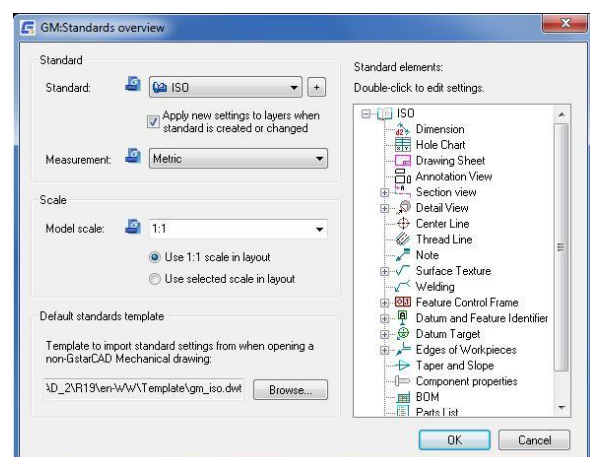 GM:Standards overview
Standard
Standard:
ISO
+
Apply new settings to layers when
standard is created or changed
Measurement:
Metric
Scale
Model scale:
1:1
Use 1:1 scale in layout
Use selected scale in layout
Default standards template
Template to import standard settings from when opening a
non-GstarCAD Mechanical drawing:
\D_2\R19\en-WW\Template\gm_iso.dwt
Browse...
Standard elements:
Double-click to edit settings.
ISO
Dimension
Hole Chart
Drawing Sheet
Annotation View
Section view
Detail View
Center Line
Thread Line
Note
Surface Texture
Welding
Feature Control Frame
Datum and Feature Identifier
Datum Target
Edges of Workpieces
Taper and Slope
Component properties
BOM
Parts List
OK
Cancel